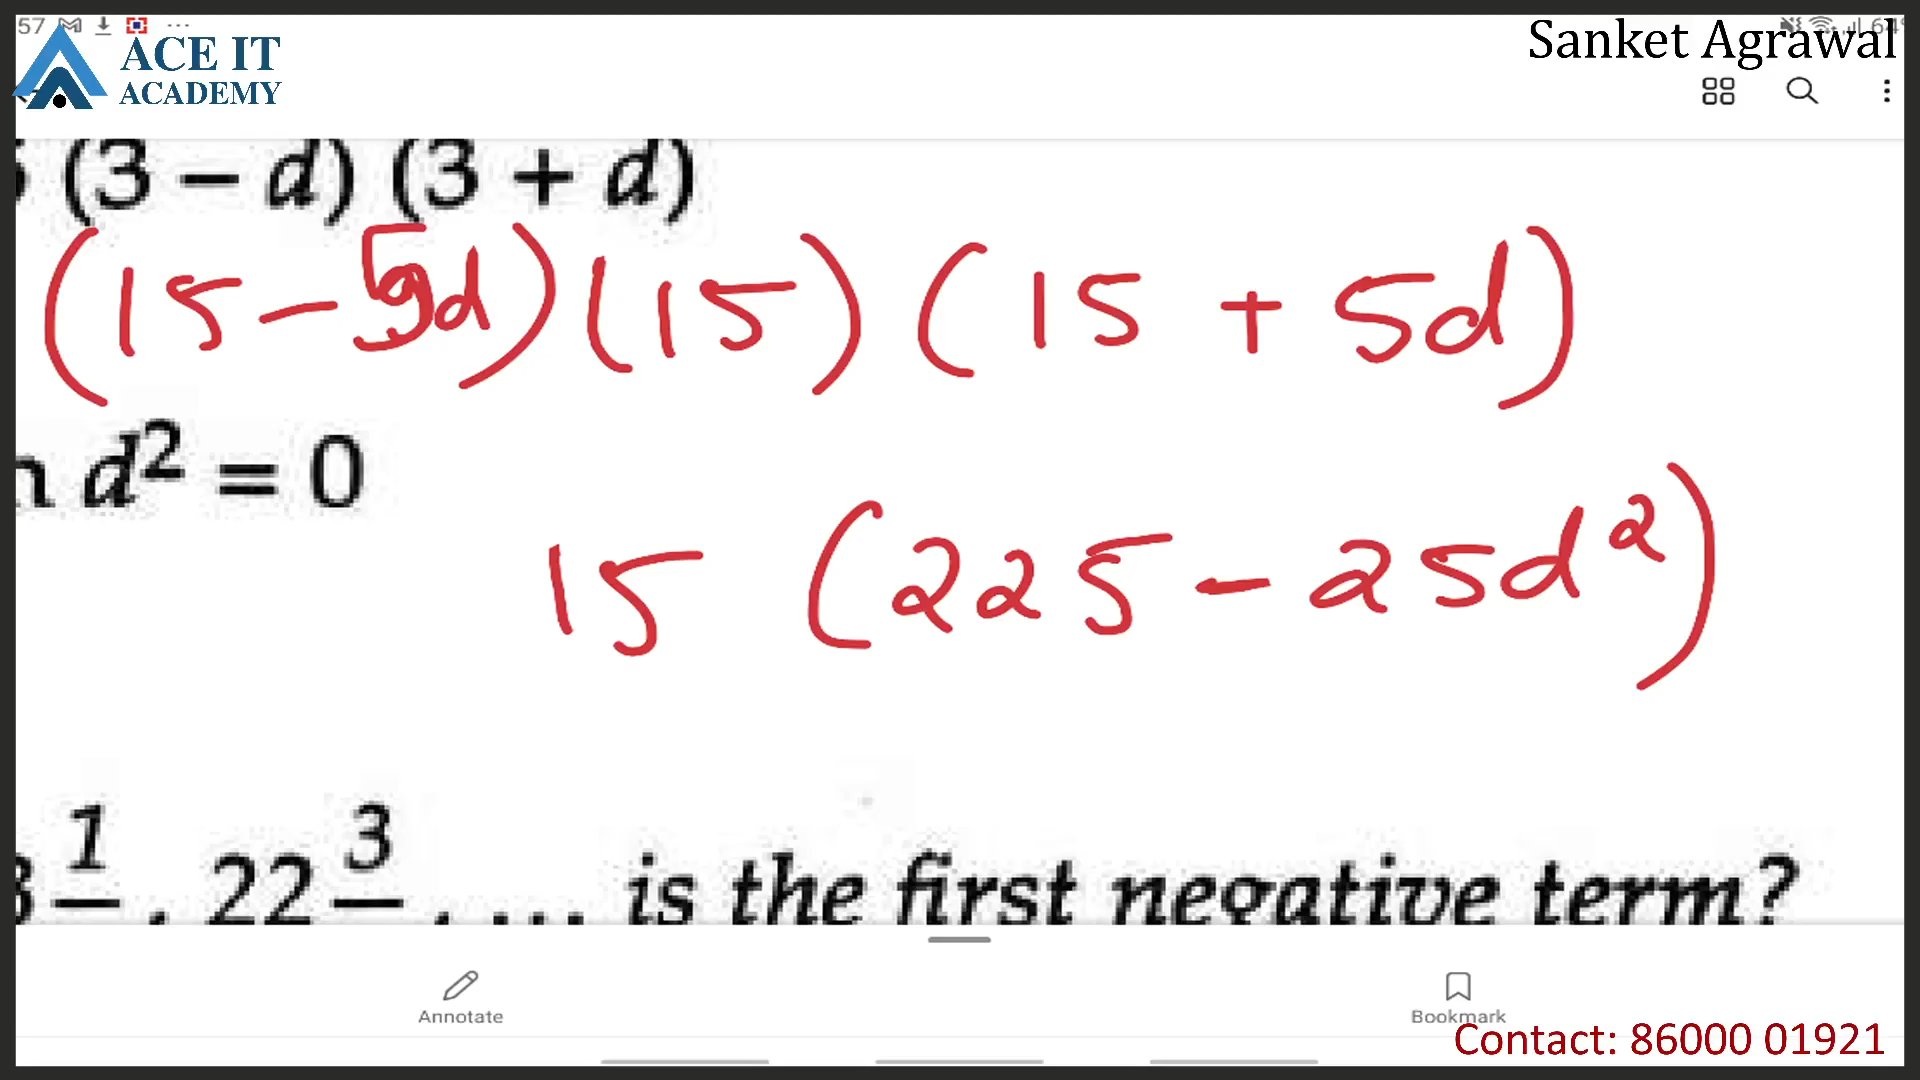 57 ...
ACE IT
ACADEMY
Sanket Agrawal
(3 – d) (3 + d)
(15 - 5d) (15) (15 + 5d)
d² = 0
15 (225 - 25d²)
1 3
22 , .... is the first negative term?
Annotate
Bookmark
Contact: 86000 01921